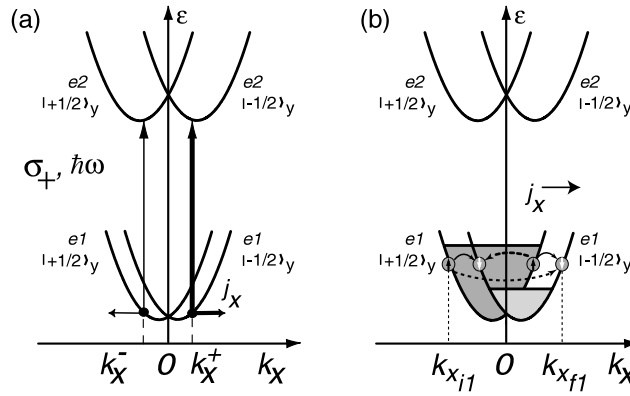 (a)
ε
e2
|+1/2⟩y
e2
|-1/2⟩y
σ+, ħω
e1
|+1/2⟩y
e1
|-1/2⟩y
jx
kx-
0
kx+
kx
(b)
ε
e2
|+1/2⟩y
e2
|-1/2⟩y
jx
e1
|+1/2⟩y
e1
|-1/2⟩y
kxi1
0
kxf1
kx